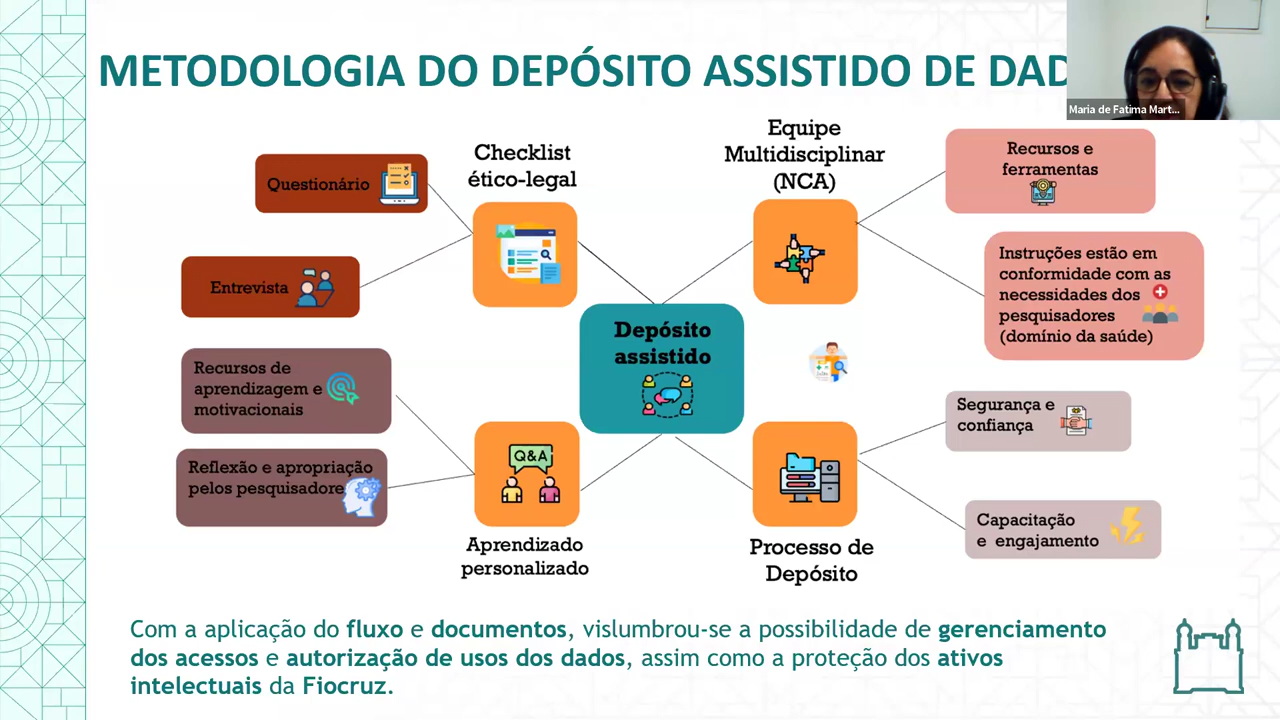 METODOLOGIA DO DEPÓSITO ASSISTIDO DE DAD
Maria de Fatima Mart...
Checklist
ético-legal
Questionário
Entrevista
Equipe
Multidisciplinar
(NCA)
Recursos e
ferramentas
Instruções estão em
conformidade com as
necessidades dos
pesquisadores
(domínio da saúde)
Depósito
assistido
Recursos de
aprendizagem e
motivacionais
Reflexão e apropriação
pelos pesquisadore
Q&A
Aprendizado
personalizado
Processo de
Depósito
Segurança e
confiança
Capacitação
e engajamento
Com a aplicação do fluxo e documentos, vislumbrou-se a possibilidade de gerenciamento
dos acessos e autorização de usos dos dados, assim como a proteção dos ativos
intelectuais da Fiocruz.